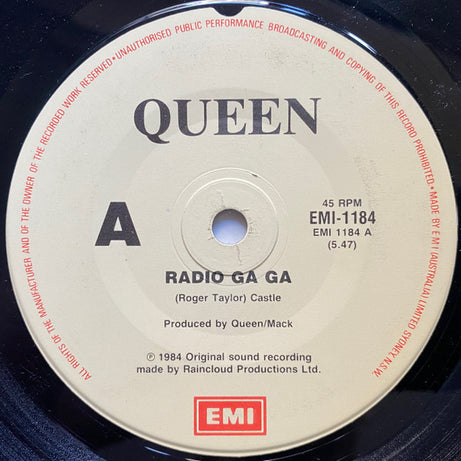 ALL RIGHTS OF THE MANUFACTURER AND OF THE OWNER OF THE RECORDED WORK RESERVED • UNAUTHORISED PUBLIC PERFORMANCE BROADCASTING AND COPYING OF THIS RECORD PROHIBITED. • MADE BY E M I (AUSTRALIA) LIMITED SYDNEY, N.S.W.
QUEEN
A
45 RPM
EMI-1184
EMI 1184 A
(5.47)
RADIO GA GA
(Roger Taylor) Castle
Produced by Queen/Mack
℗ 1984 Original sound recording
made by Raincloud Productions Ltd.
EMI